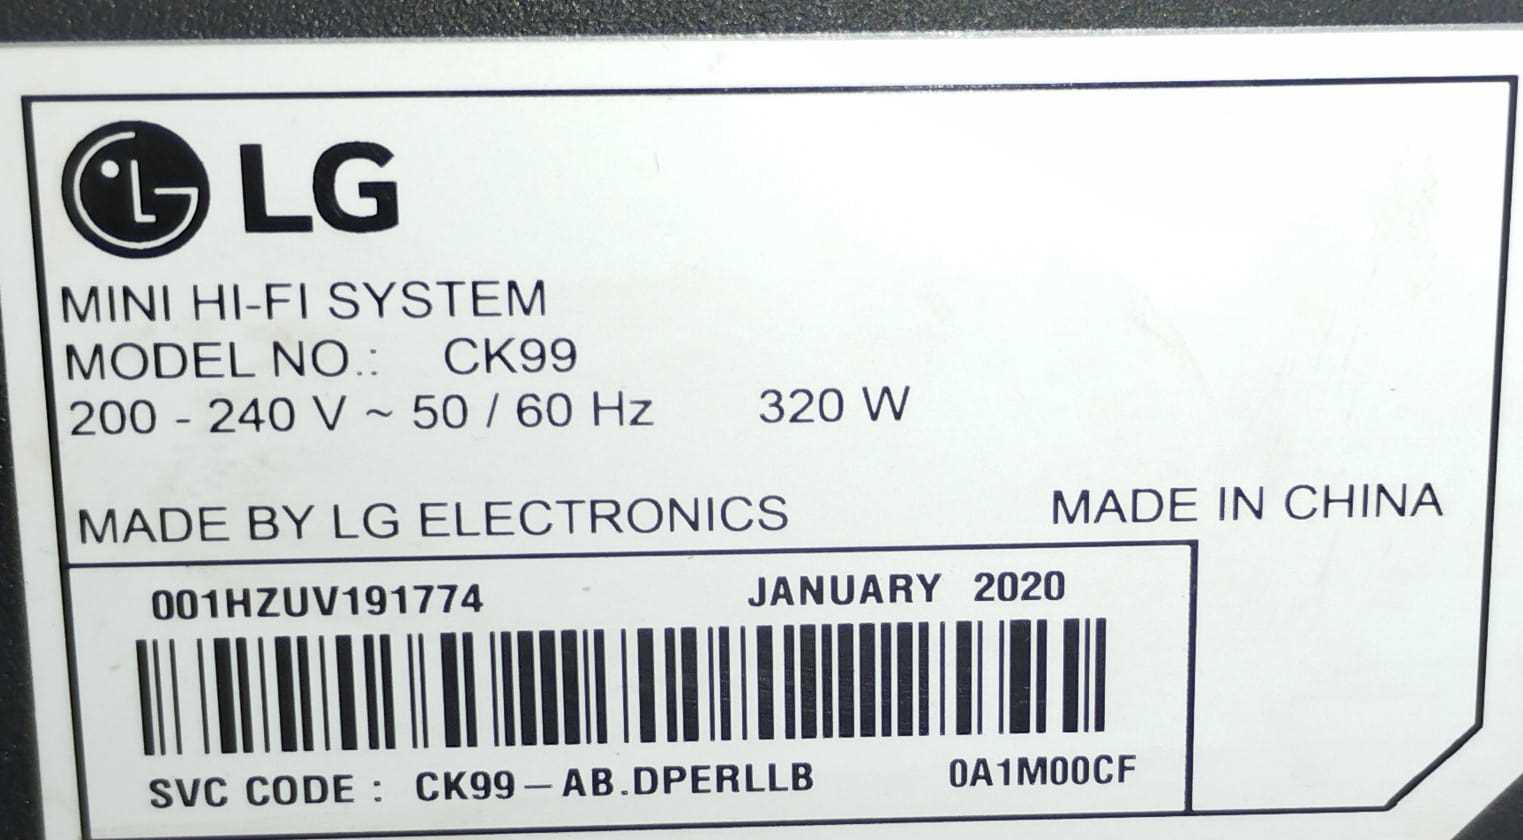 LG
MINI HI-FI SYSTEM
MODEL NO.: CK99
200 - 240 V ~ 50 / 60 Hz 320 W
MADE BY LG ELECTRONICS MADE IN CHINA
001HZUV191774 JANUARY 2020
SVC CODE : CK99-AB.DPERLLB 0A1M00CF